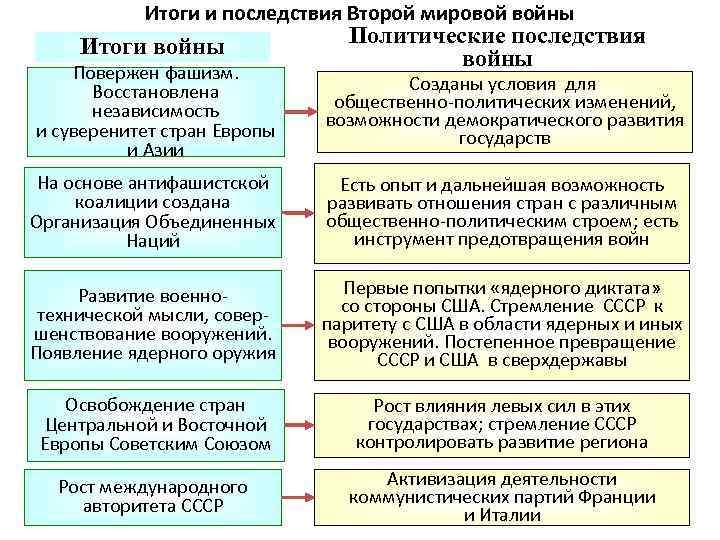 Итоги и последствия Второй мировой войны
Итоги войны
Политические последствия
войны
Повержен фашизм.
Восстановлена
независимость
и суверенитет стран Европы
и Азии
Созданы условия для
общественно-политических изменений,
возможности демократического развития
государств
На основе антифашистской
коалиции создана
Организация Объединенных
Наций
Есть опыт и дальнейшая возможность
развивать отношения стран с различным
общественно-политическим строем; есть
инструмент предотвращения войн
Развитие военно-
технической мысли, совер-
шенствование вооружений.
Появление ядерного оружия
Первые попытки «ядерного диктата»
со стороны США. Стремление СССР к
паритету с США в области ядерных и иных
вооружений. Постепенное превращение
СССР и США в сверхдержавы
Освобождение стран
Центральной и Восточной
Европы Советским Союзом
Рост влияния левых сил в этих
государствах; стремление СССР
контролировать развитие региона
Рост международного
авторитета СССР
Активизация деятельности
коммунистических партий Франции
и Италии